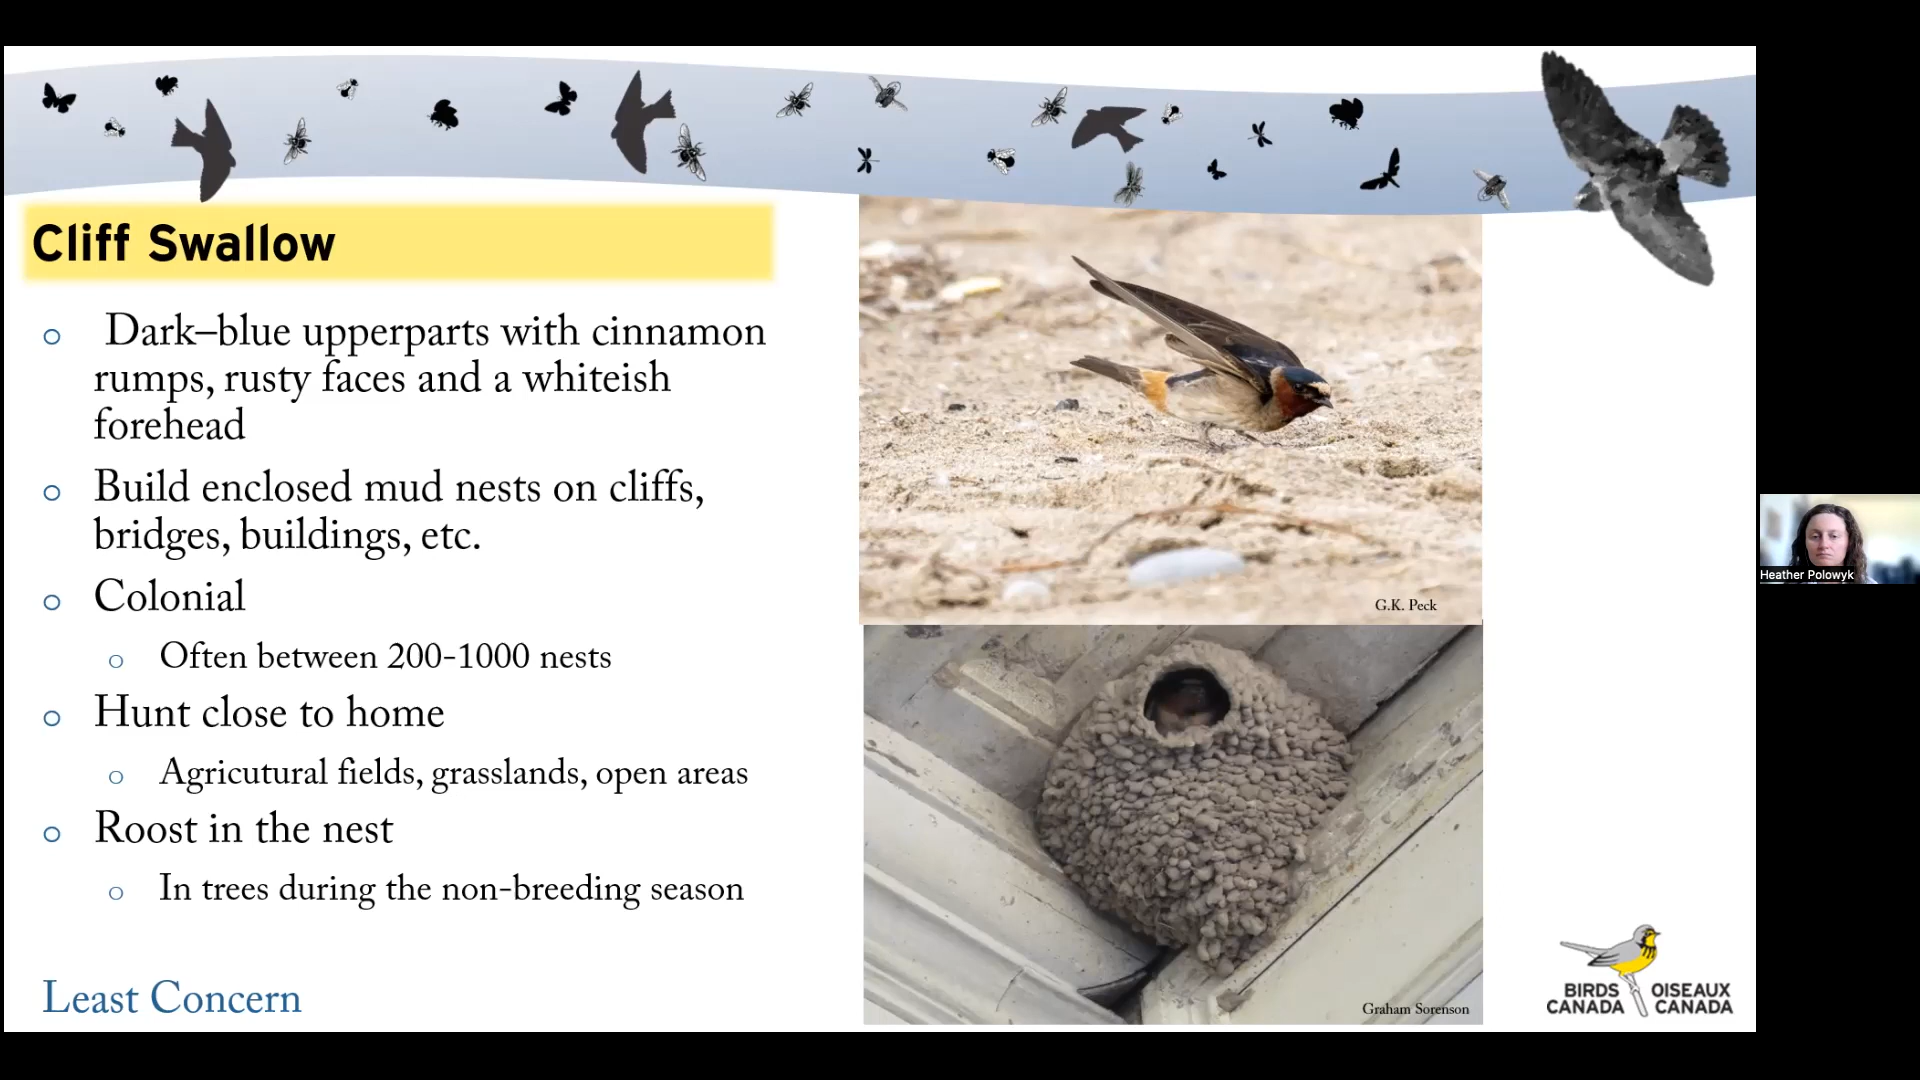 Cliff Swallow
Dark–blue upperparts with cinnamon
rumps, rusty faces and a whiteish
forehead
Build enclosed mud nests on cliffs,
bridges, buildings, etc.
Colonial
Often between 200-1000 nests
Hunt close to home
Agricutural fields, grasslands, open areas
Roost in the nest
In trees during the non-breeding season
Least Concern
G.K. Peck
Graham Sorenson
BIRDS CANADA
OISEAUX CANADA
Heather Polowyk